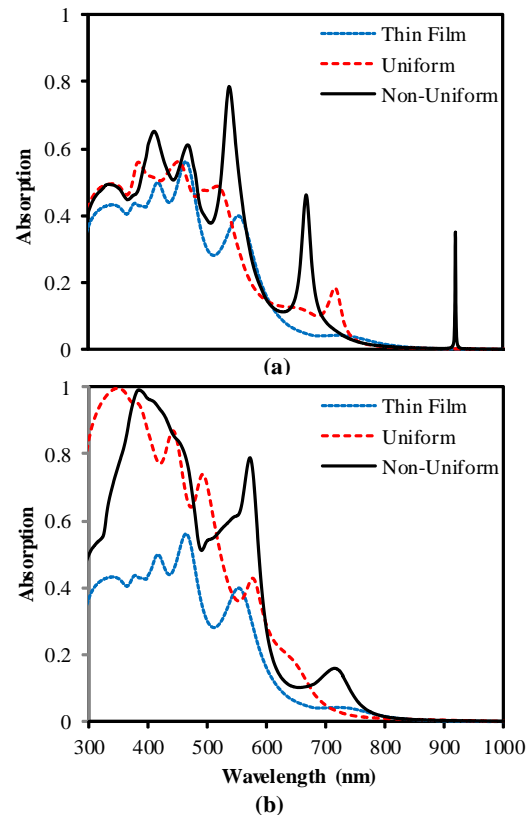 1
0.8
0.6
0.4
0.2
0
Absorption
Thin Film
Uniform
Non-Uniform
(a)
1
0.8
0.6
0.4
0.2
0
Absorption
Thin Film
Uniform
Non-Uniform
300 400 500 600 700 800 900 1000
Wavelength (nm)
(b)